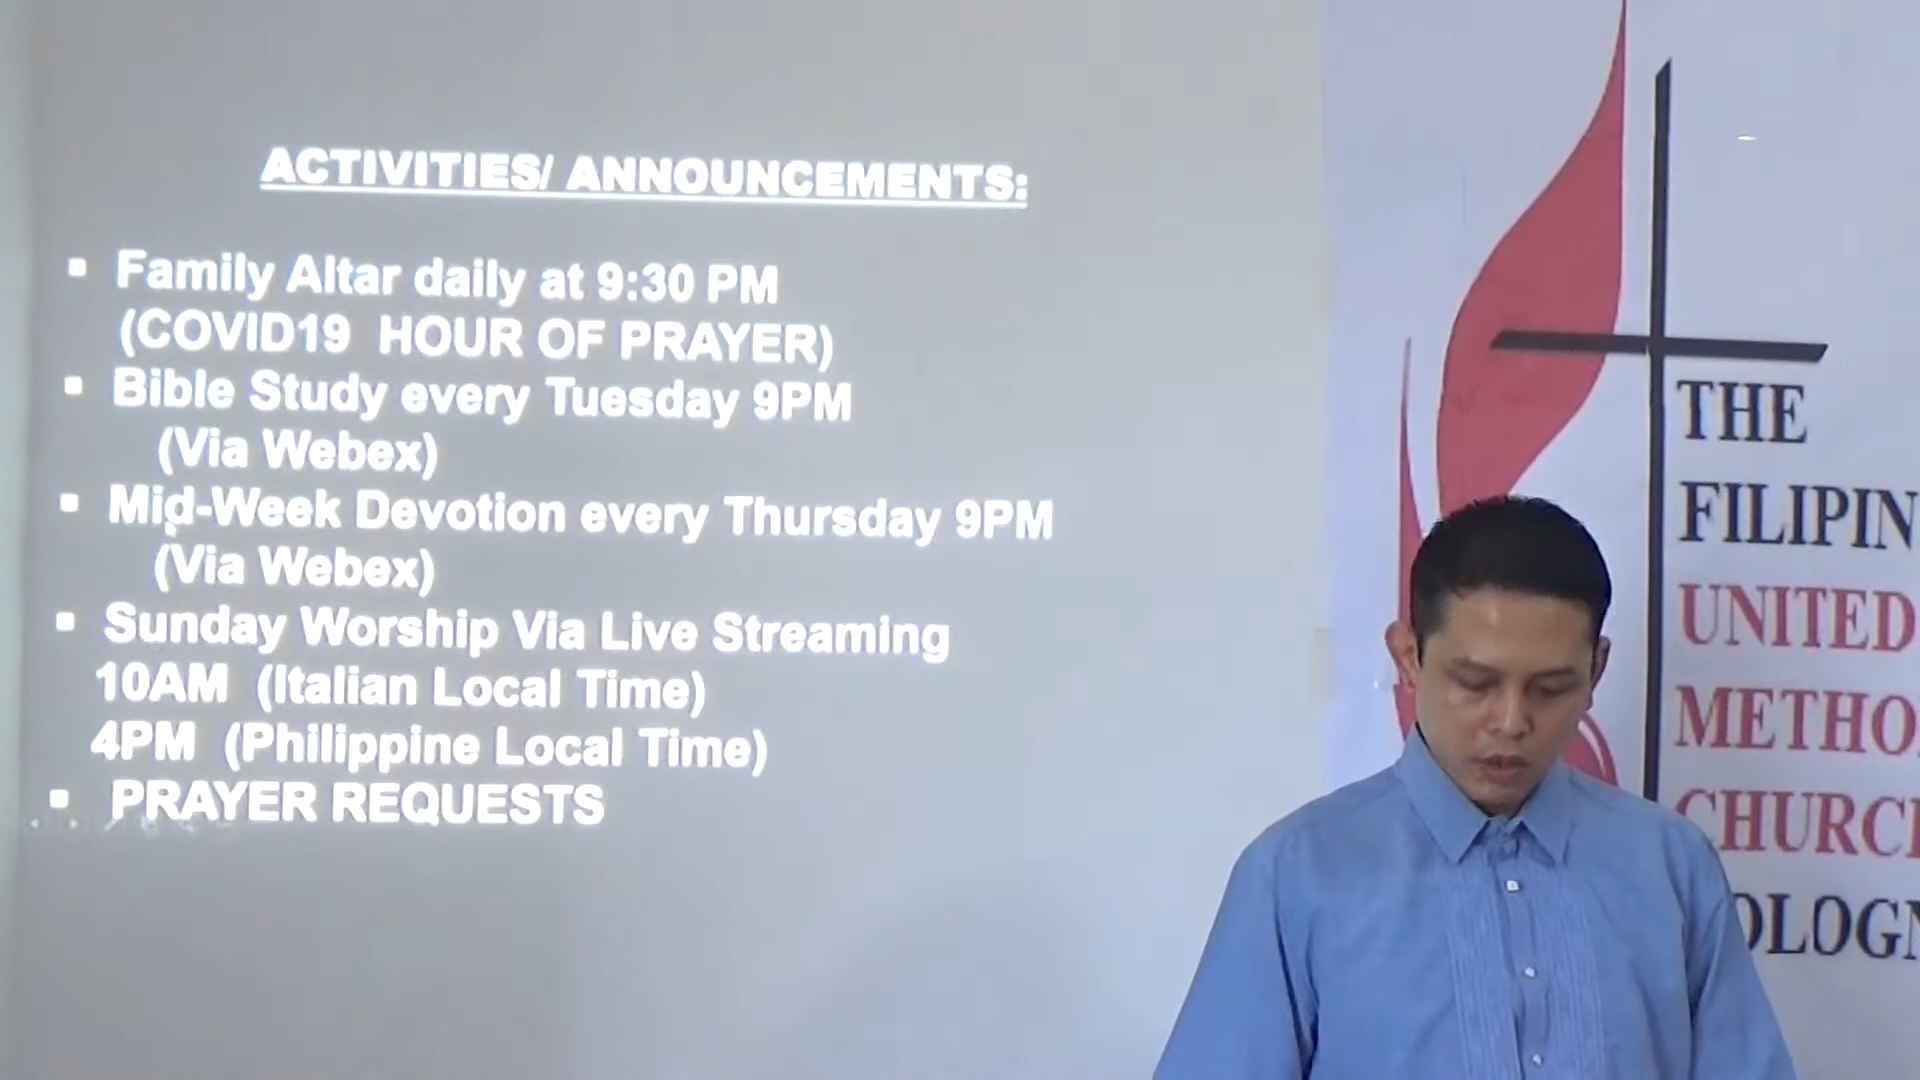 ACTIVITIES/ ANNOUNCEMENTS:
▪ Family Altar daily at 9:30 PM
(COVID19 HOUR OF PRAYER)
▪ Bible Study every Tuesday 9PM
(Via Webex)
▪ Mid-Week Devotion every Thursday 9PM
(Via Webex)
▪ Sunday Worship Via Live Streaming
10AM (Italian Local Time)
4PM (Philippine Local Time)
▪ PRAYER REQUESTS
THE
FILIPIN
UNITED
METHO
CHURC
OLOGN